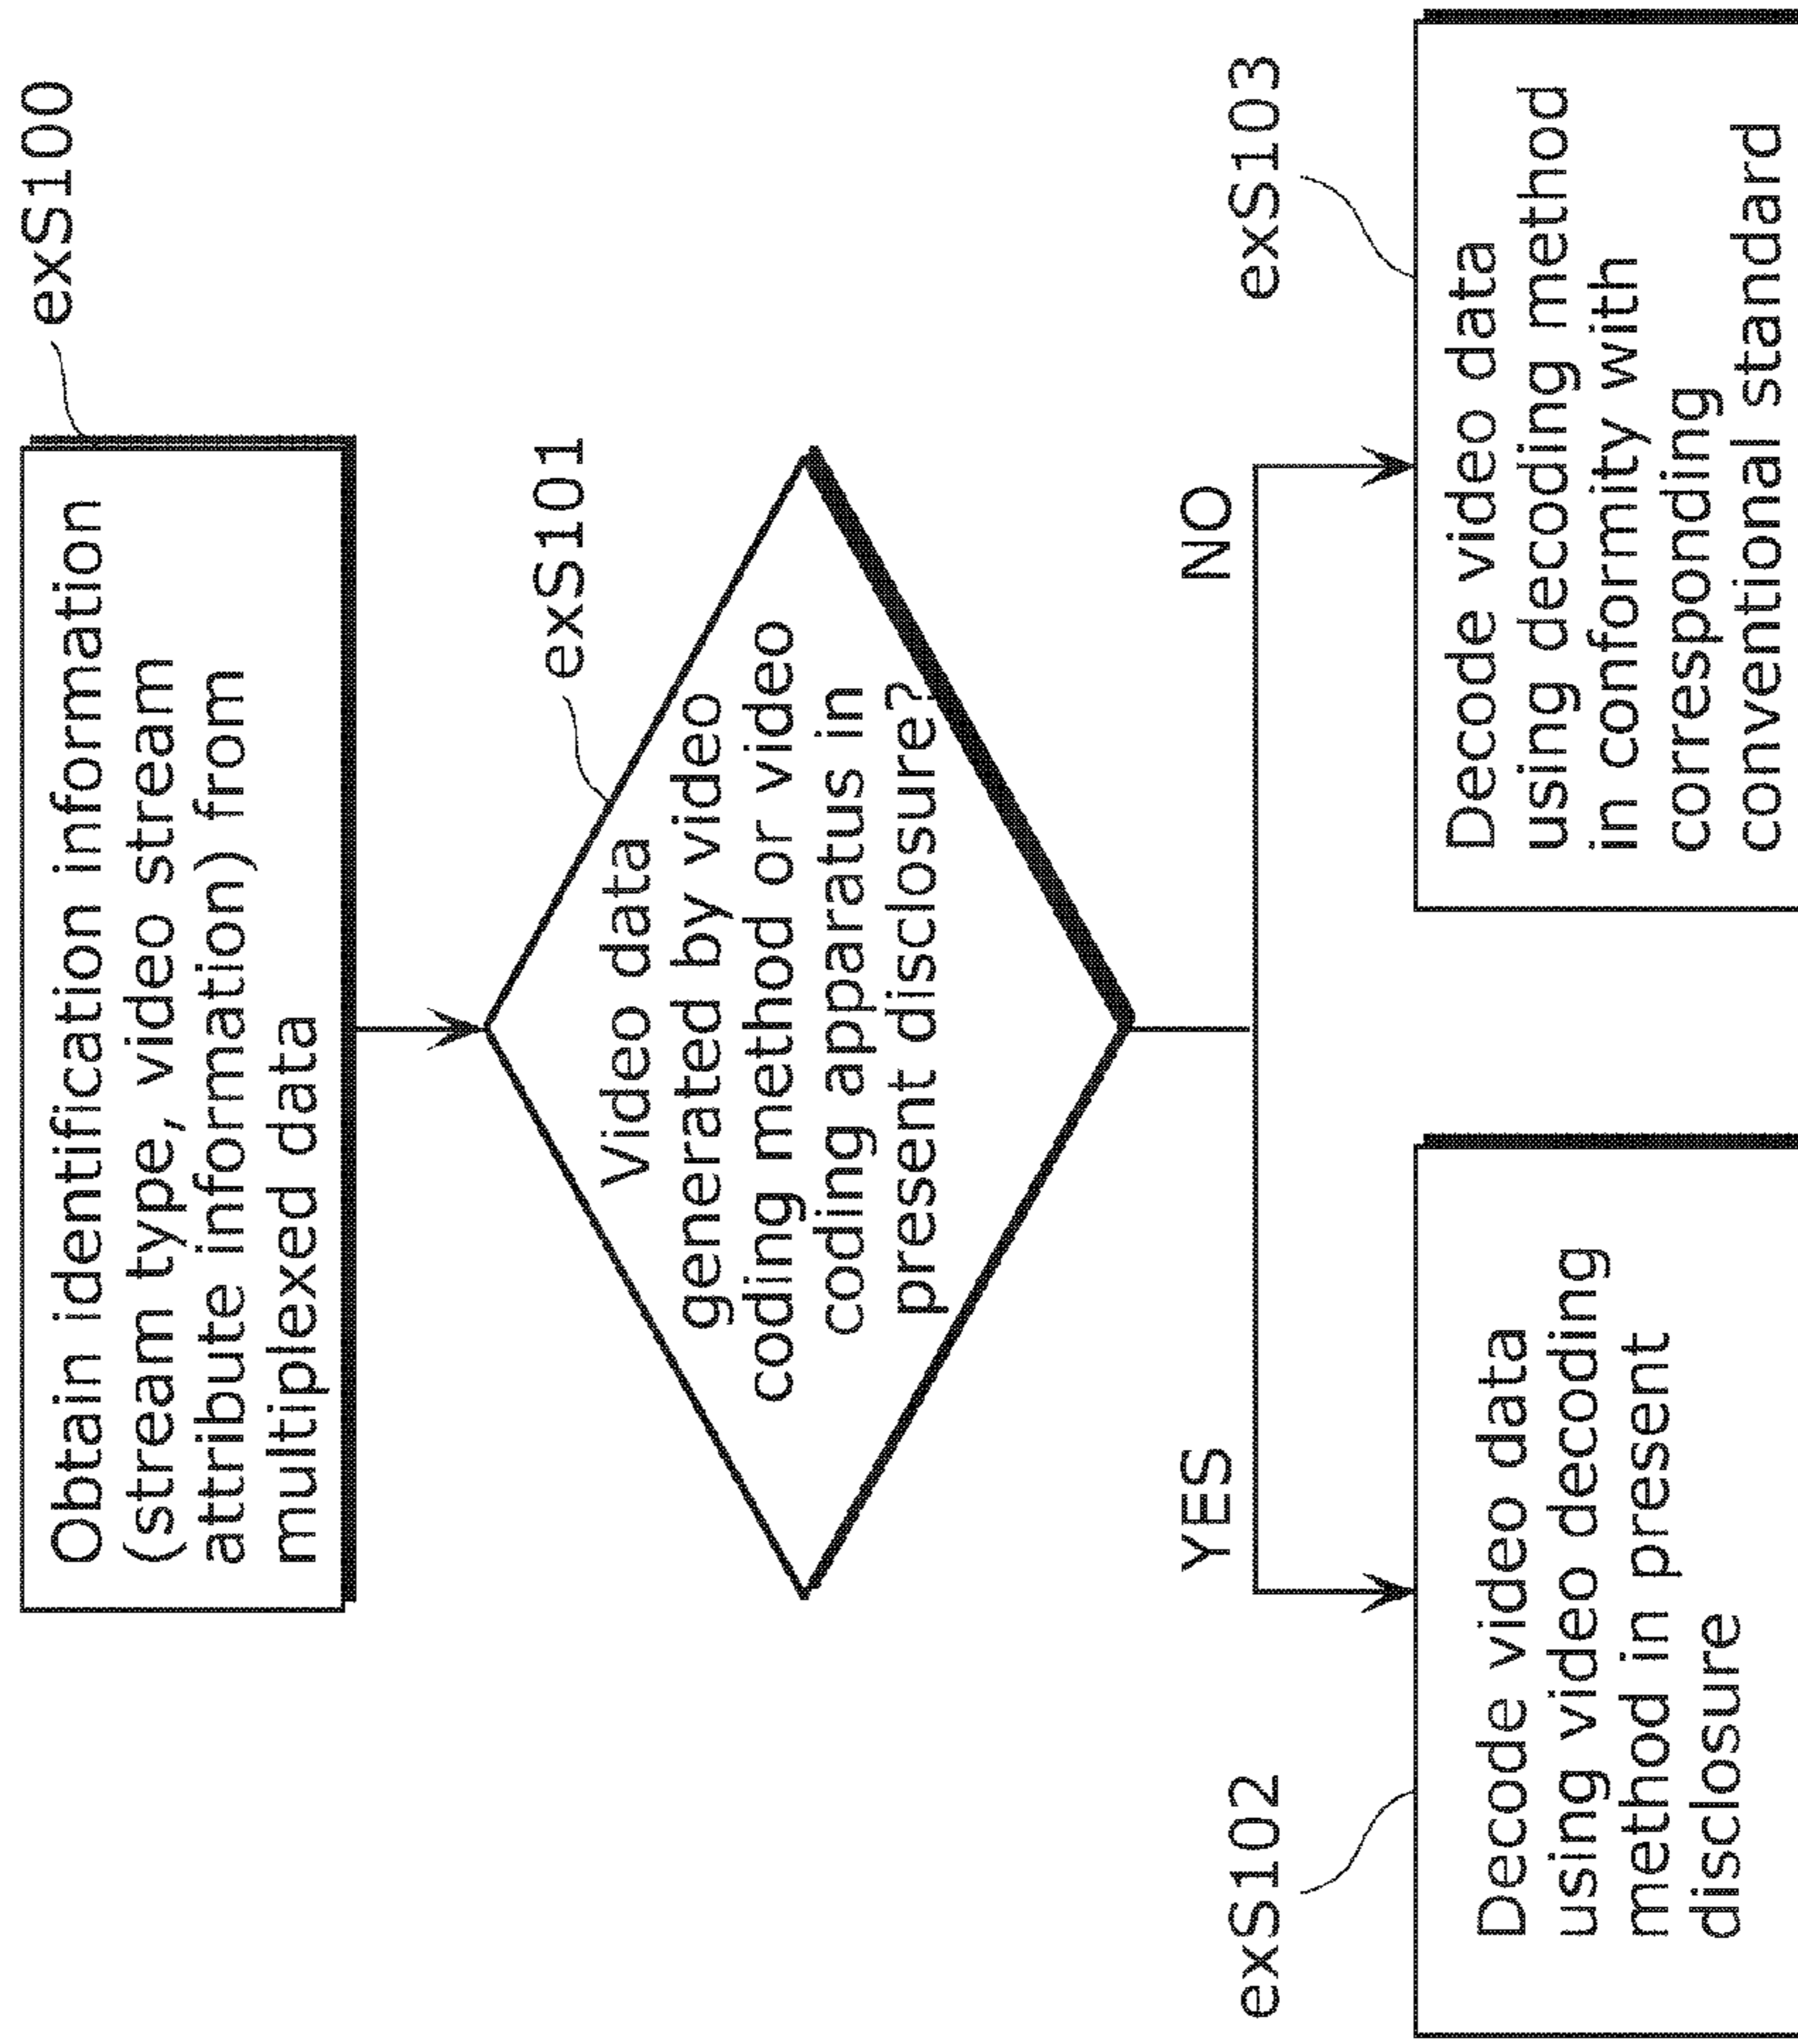 exS100
Obtain identification information
(stream type, video stream
attribute information) from
multiplexed data
exS101
Video data
generated by video
coding method or video
coding apparatus in
present disclosure?
YES
NO
exS102
Decode video data
using video decoding
method in present
disclosure
exS103
Decode video data
using decoding method
in conformity with
corresponding
conventional standard